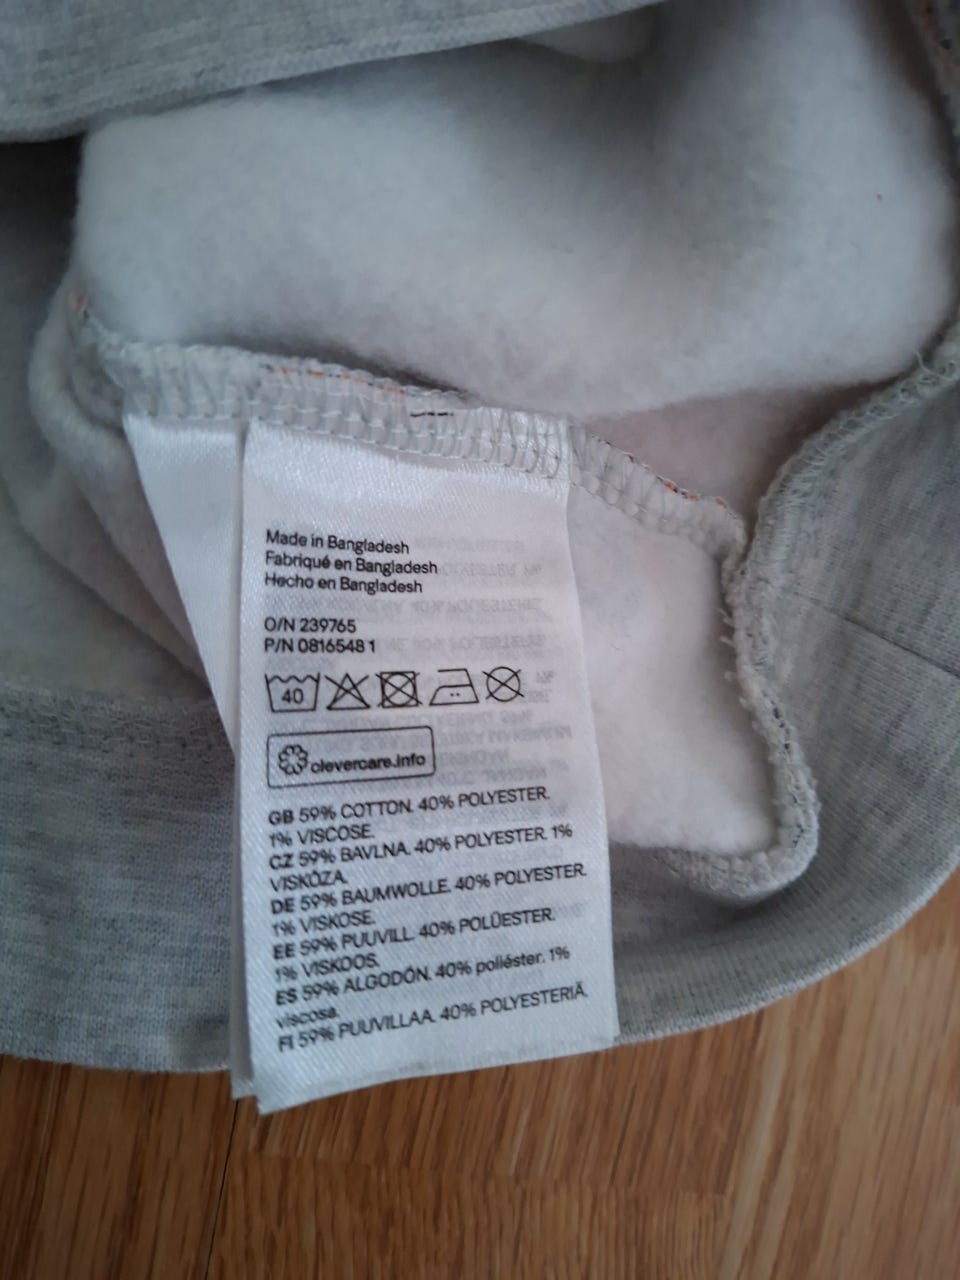 Made in Bangladesh
Fabriqué en Bangladesh
Hecho en Bangladesh
O/N 239765
P/N 0816548 1
40
clevercare.info
GB 59% COTTON. 40% POLYESTER.
1% VISCOSE.
CZ 59% BAVLNA. 40% POLYESTER. 1%
VISKÓZA.
DE 59% BAUMWOLLE. 40% POLYESTER.
1% VISKOSE.
EE 59% PUUVILL. 40% POLÜESTER.
1% VISKOOS.
ES 59% ALGODÓN. 40% poliéster. 1%
viscosa.
FI 59% PUUVILLAA. 40% POLYESTERIÄ.